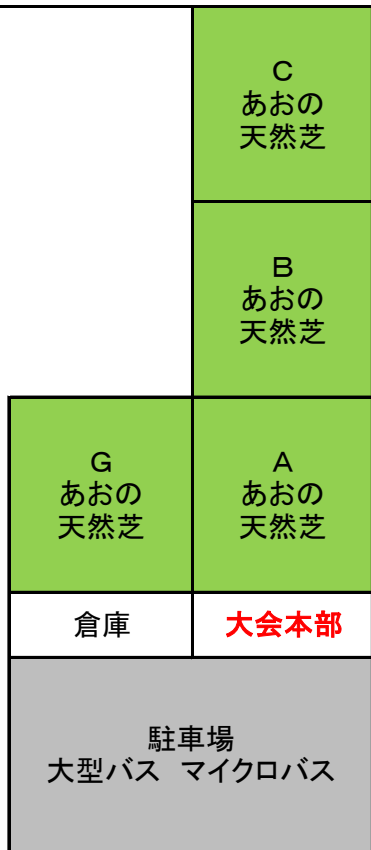 C
あおの
天然芝
B
あおの
天然芝
G
あおの
天然芝
A
あおの
天然芝
倉庫
大会本部
駐車場
大型バス　マイクロバス